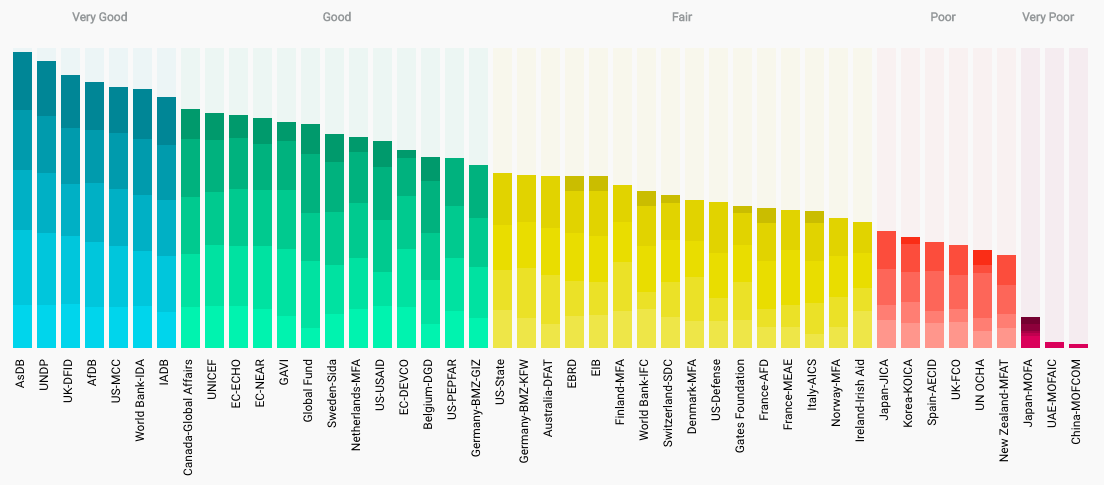 Very Good
Good
Fair
Poor
Very Poor
AsDB
UNDP
UK-DFID
AfDB
US-MCC
World Bank-IDA
IADB
Canada-Global Affairs
UNICEF
EC-ECHO
EC-NEAR
GAVI
Global Fund
Sweden-Sida
Netherlands-MFA
US-USAID
EC-DEVCO
Belgium-DGD
US-PEPFAR
Germany-BMZ-GIZ
US-State
Germany-BMZ-KFW
Australia-DFAT
EBRD
EIB
Finland-MFA
World Bank-IFC
Switzerland-SDC
Denmark-MFA
US-Defense
Gates Foundation
France-AFD
France-MEAE
Italy-AICS
Norway-MFA
Ireland-Irish Aid
Japan-JICA
Korea-KOICA
Spain-AECID
UK-FCO
UN OCHA
New Zealand-MFAT
Japan-MOFA
UAE-MOFAIC
China-MOFCOM